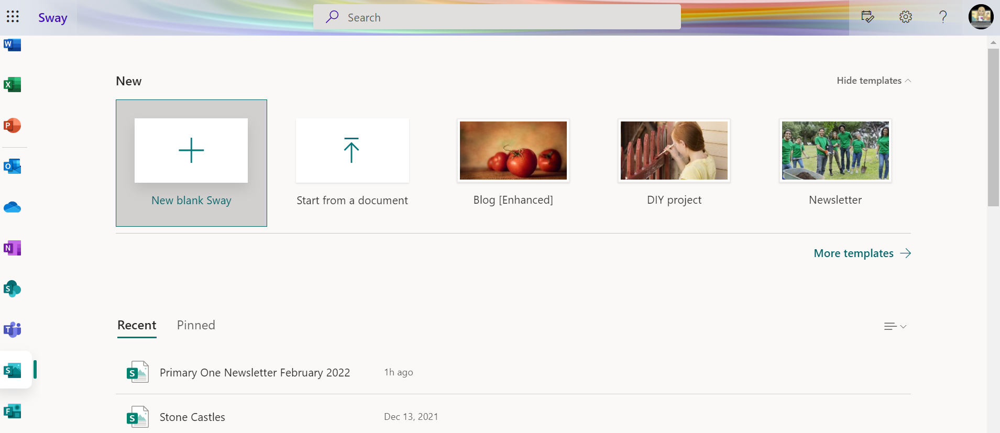 Sway
Search
?
W
X
P
O
N
S
T
S
F
New
Hide templates
New blank Sway
Start from a document
Blog [Enhanced]
DIY project
Newsletter
More templates
Recent
Pinned
S
Primary One Newsletter February 2022
1h ago
S
Stone Castles
Dec 13, 2021